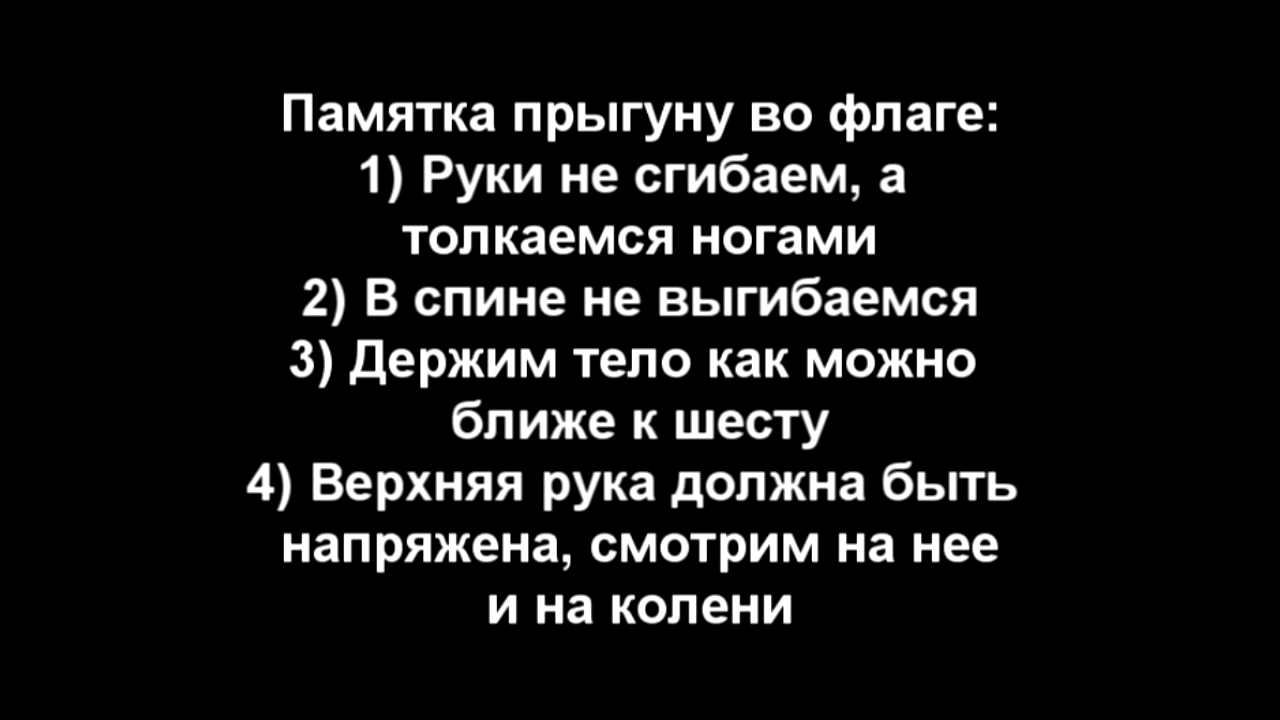 Памятка прыгуну во флаге:
1) Руки не сгибаем, а
толкаемся ногами
2) В спине не выгибаемся
3) Держим тело как можно
ближе к шесту
4) Верхняя рука должна быть
напряжена, смотрим на нее
и на колени